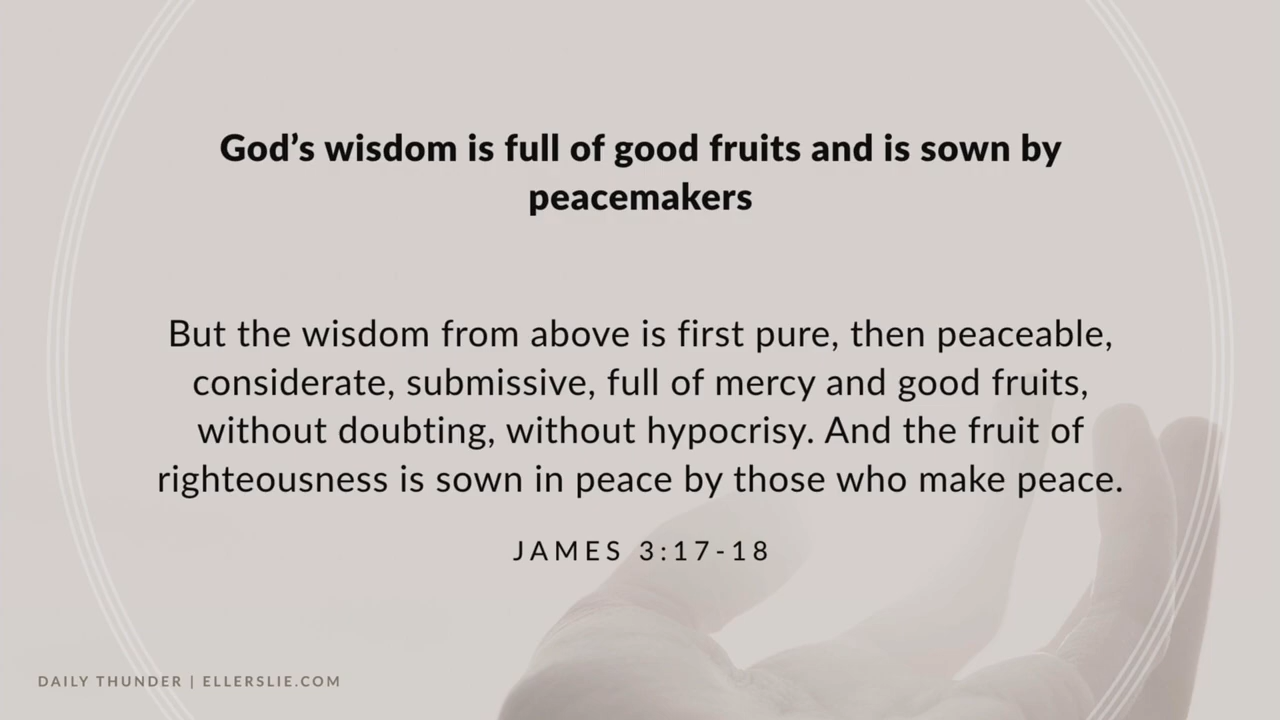 God’s wisdom is full of good fruits and is sown by
peacemakers
But the wisdom from above is first pure, then peaceable,
considerate, submissive, full of mercy and good fruits,
without doubting, without hypocrisy. And the fruit of
righteousness is sown in peace by those who make peace.
JAMES 3:17-18
DAILY THUNDER | ELLERSLIE.COM